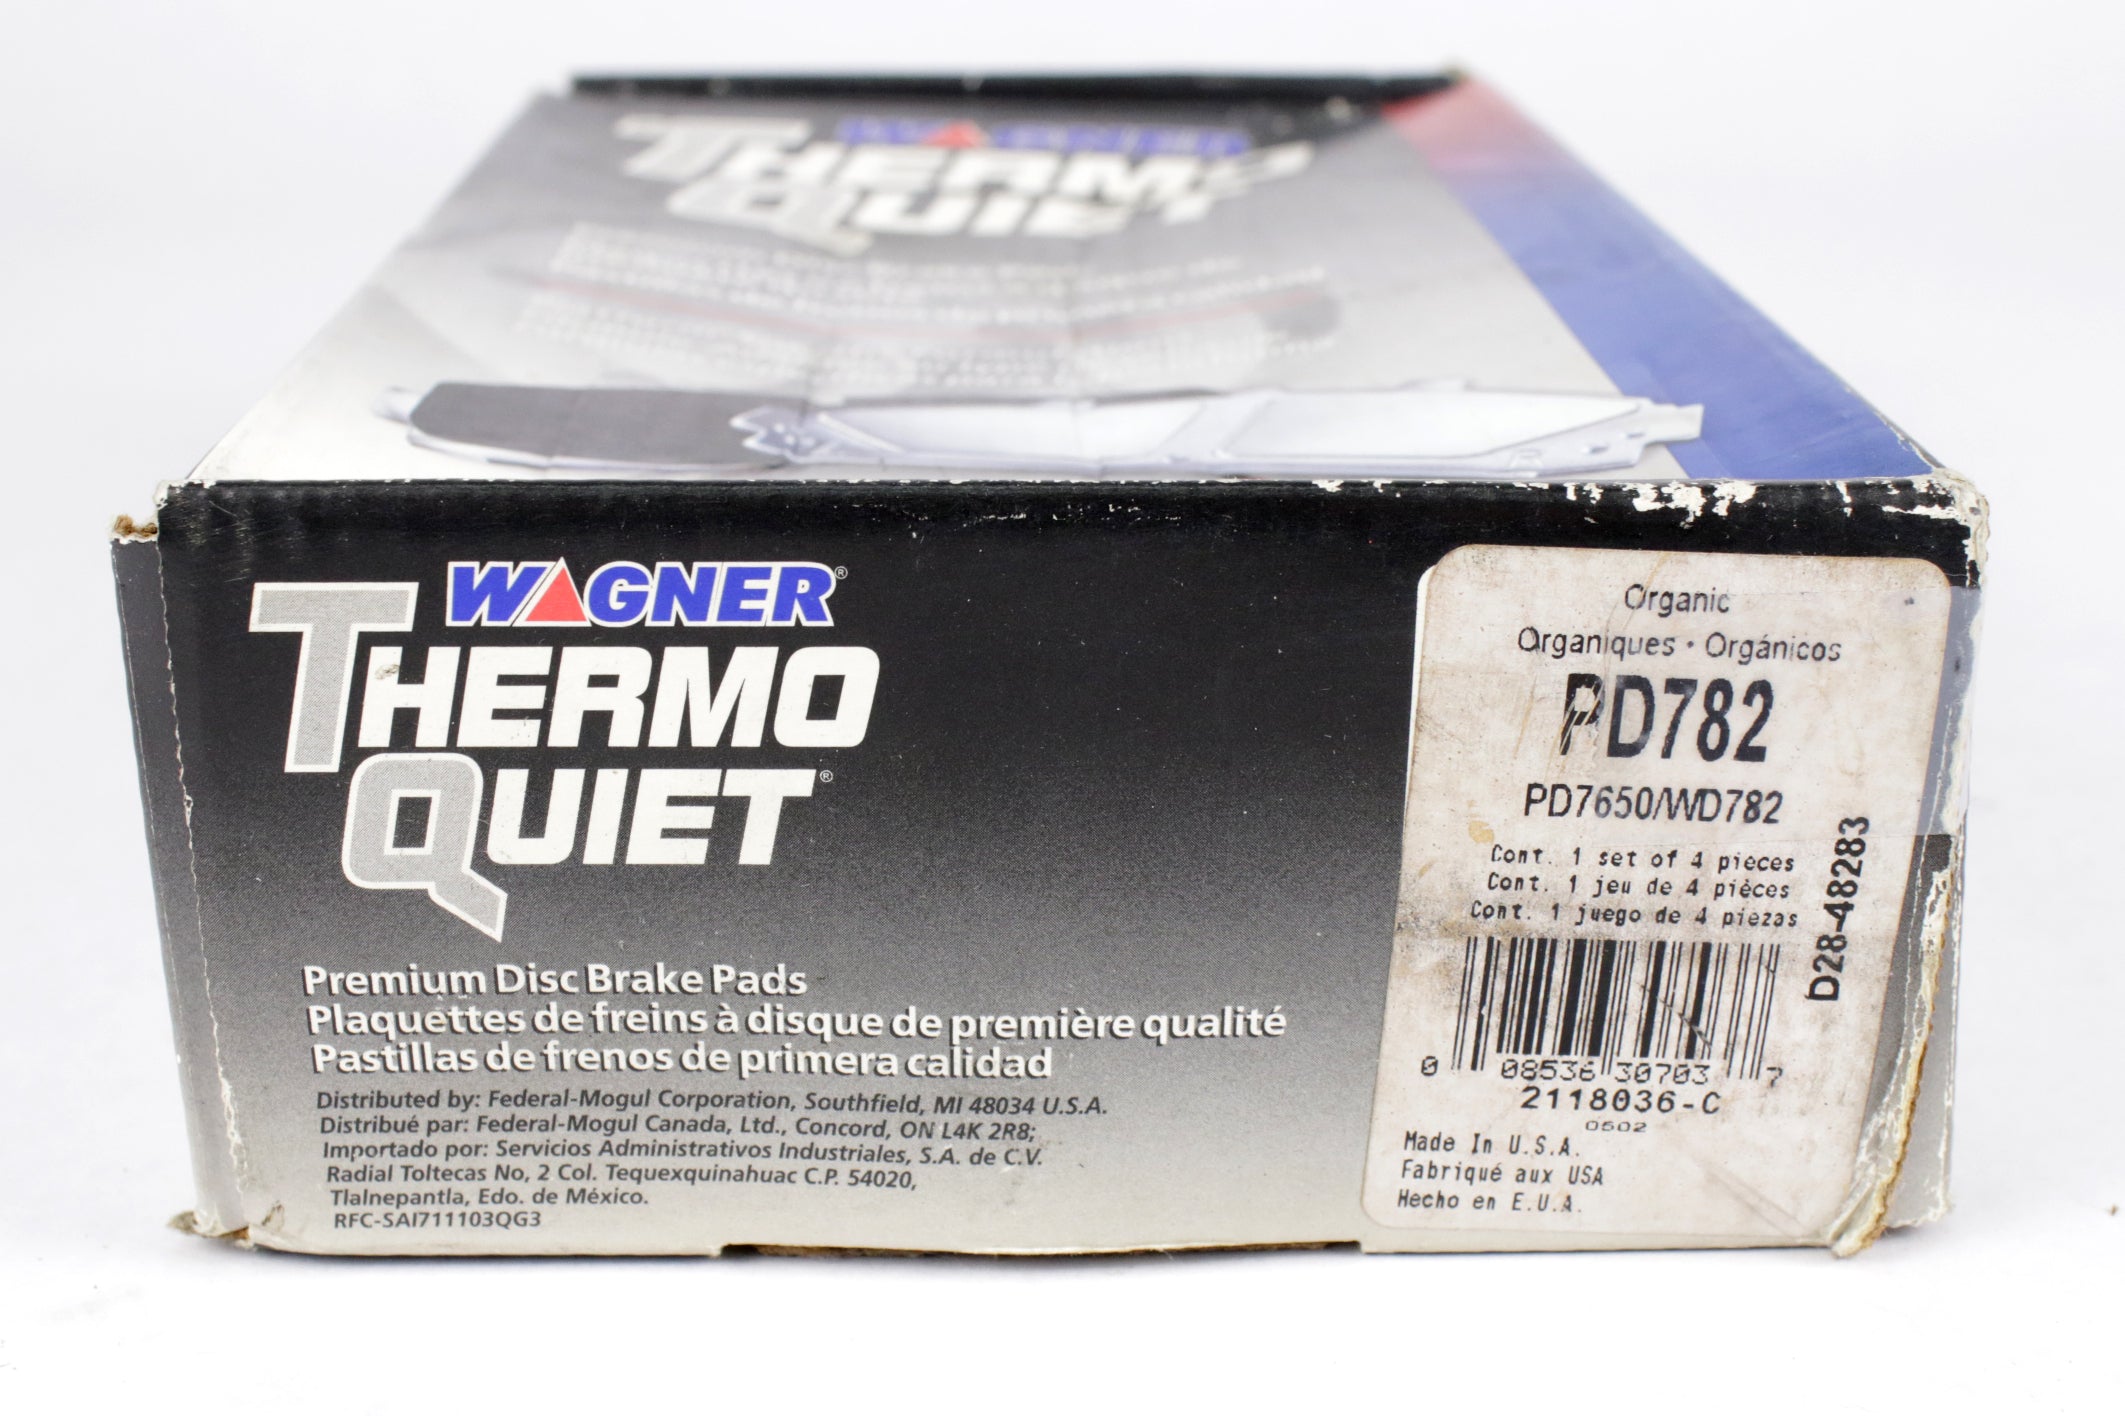 WAGNER
THERMO
QUIET
WAGNER®
THERMO
QUIET®
Premium Disc Brake Pads
Plaquettes de freins à disque de première qualité
Pastillas de frenos de primera calidad
Distributed by: Federal-Mogul Corporation, Southfield, MI 48034 U.S.A.
Distribué par: Federal-Mogul Canada, Ltd., Concord, ON L4K 2R8;
Importado por: Servicios Administrativos Industriales, S.A. de C.V.
Radial Toltecas No, 2 Col. Tequexquinahuac C.P. 54020,
Tlalnepantla, Edo. de México.
RFC-SAI711103QG3
Organic
Organiques • Orgánicos
PD782
PD7650/WD782
Cont. 1 set of 4 pieces
Cont. 1 jeu de 4 pièces
Cont. 1 juego de 4 piezas
D28-48283
0 08536 30703 7
2118036-C
0502
Made In U.S.A.
Fabriqué aux USA
Hecho en E.U.A.